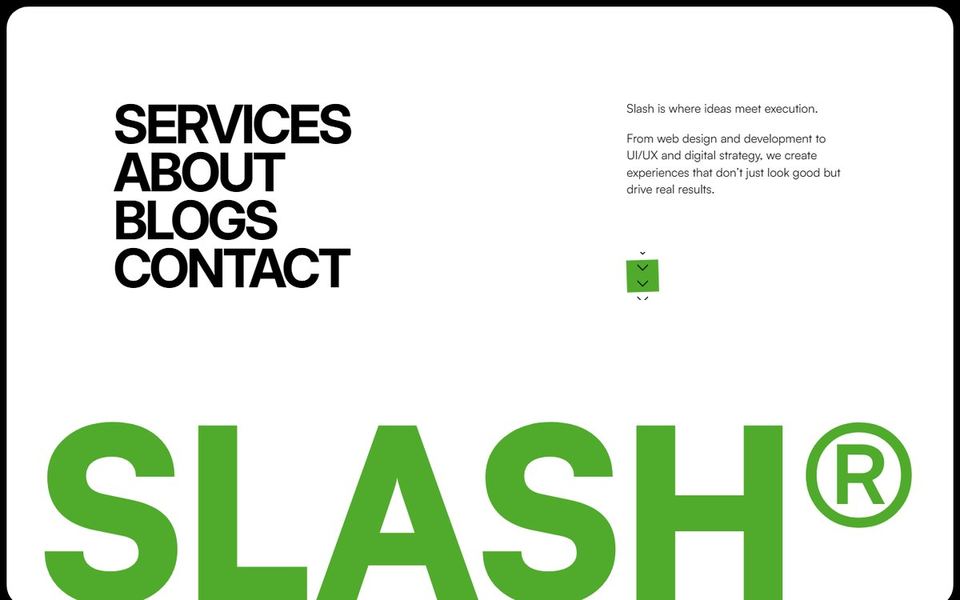 SERVICES
ABOUT
BLOGS
CONTACT
Slash is where ideas meet execution.
From web design and development to
UI/UX and digital strategy, we create
experiences that don’t just look good but
drive real results.
SLASH®